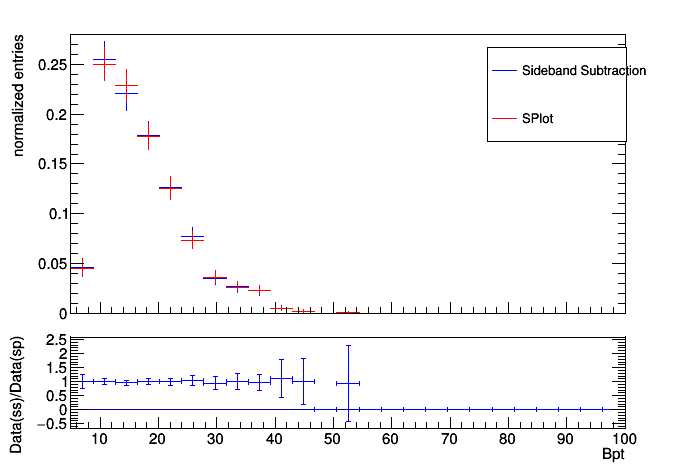 normalized entries
0.25
0.2
0.15
0.1
0.05
0
Sideband Subtraction
SPlot
Data(ss)/Data(sp)
2.5
2
1.5
1
0.5
0
−0.5
10 20 30 40 50 60 70 80 90 100
Bpt